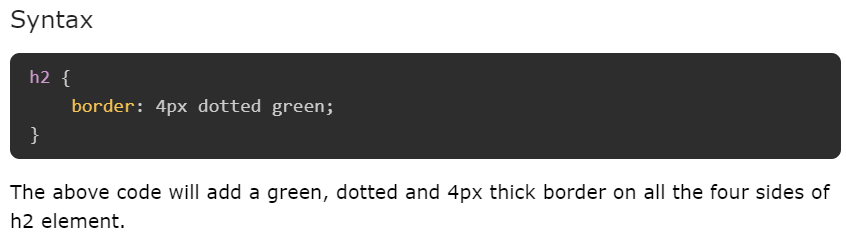 Syntax
h2 {
    border: 4px dotted green;
}
The above code will add a green, dotted and 4px thick border on all the four sides of
h2 element.